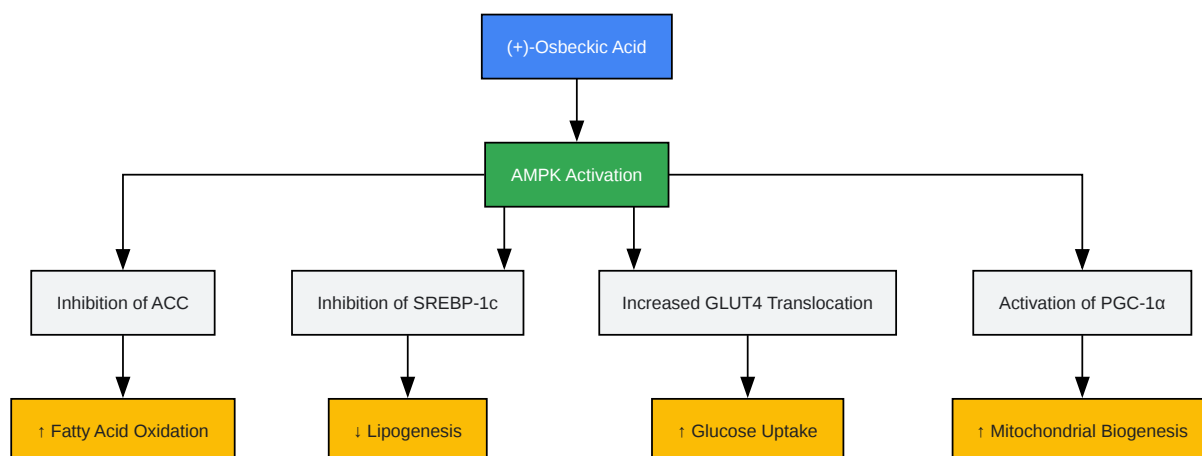 (+)-Osbeckic Acid
AMPK Activation
Inhibition of ACC
Inhibition of SREBP-1c
Increased GLUT4 Translocation
Activation of PGC-1α
↑ Fatty Acid Oxidation
↓ Lipogenesis
↑ Glucose Uptake
↑ Mitochondrial Biogenesis